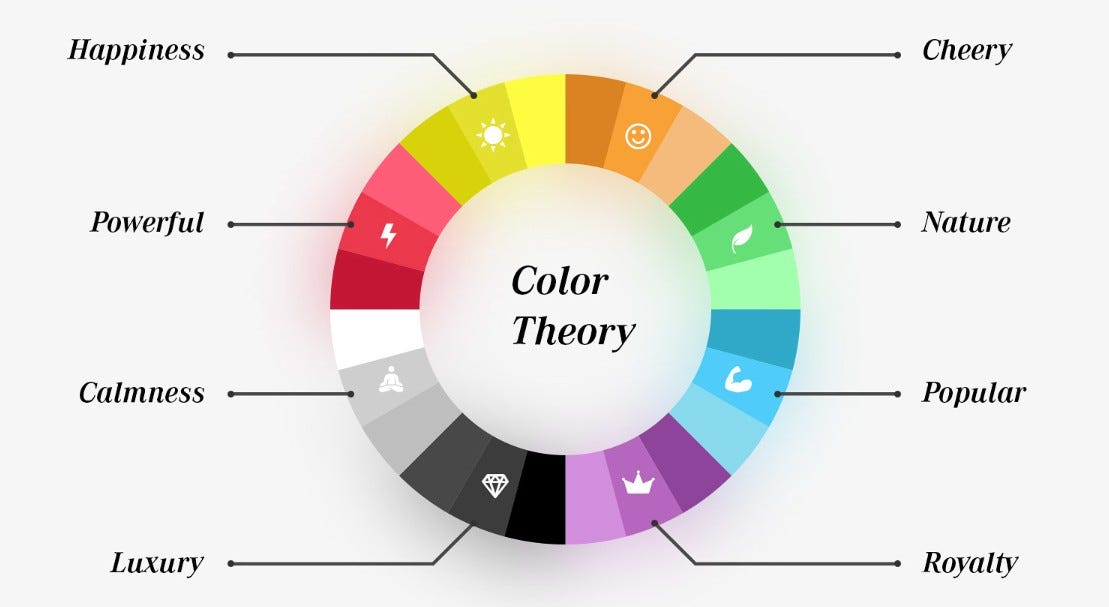 Happiness
Cheery
Powerful
Nature
Color
Theory
Calmness
Popular
Luxury
Royalty